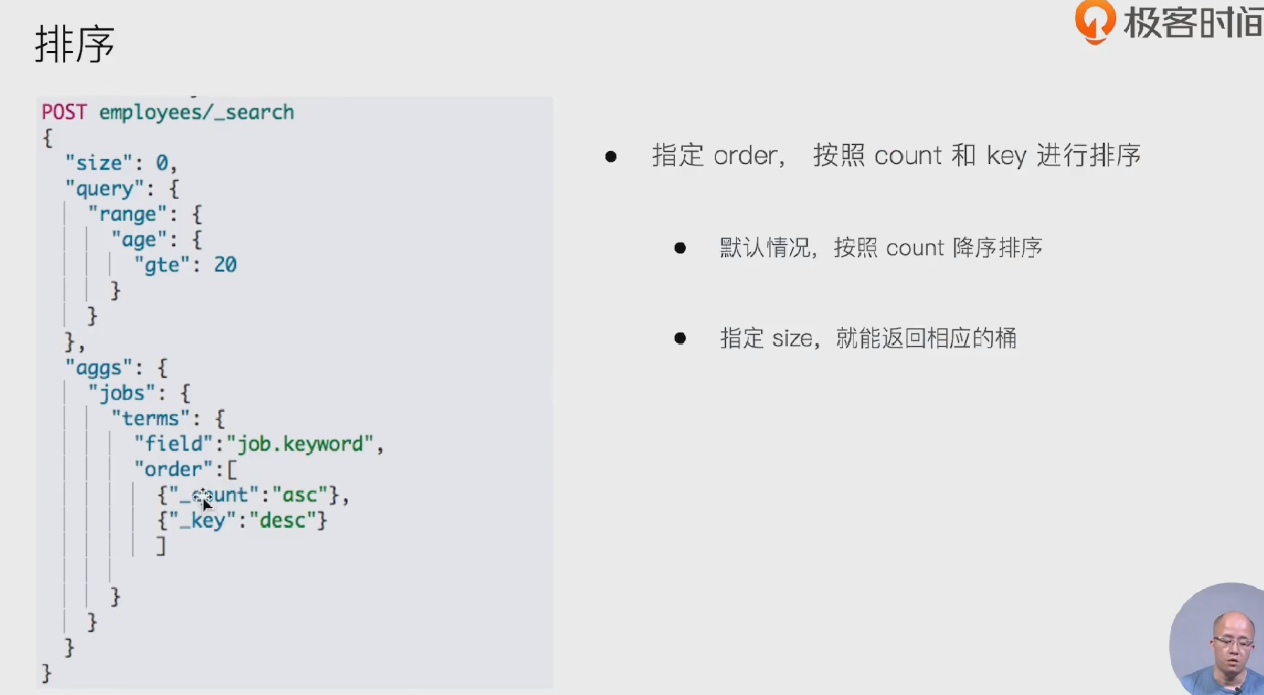 排序
极客时间
POST employees/_search
{
"size": 0,
"query": {
"range": {
"age": {
"gte": 20
}
}
},
"aggs": {
"jobs": {
"terms": {
"field":"job.keyword",
"order":[
{"_count":"asc"},
{"_key":"desc"}
]
}
}
}
}
指定 order， 按照 count 和 key 进行排序
默认情况，按照 count 降序排序
指定 size，就能返回相应的桶